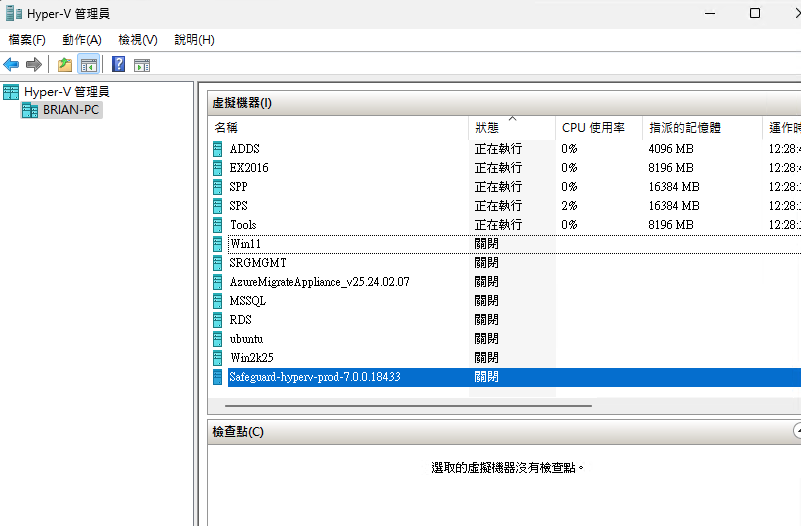 Hyper-V 管理員
檔案(F) 動作(A) 檢視(V) 說明(H)
Hyper-V 管理員
BRIAN-PC
虛擬機器(I)
名稱 狀態 CPU 使用率 指派的記憶體 運作時
ADDS 正在執行 0% 4096 MB 12:28:
EX2016 正在執行 0% 8196 MB 12:28:
SPP 正在執行 0% 16384 MB 12:28:
SPS 正在執行 2% 16384 MB 12:28:
Tools 正在執行 0% 8196 MB 12:28:
Win11 關閉
SRGMGMT 關閉
AzureMigrateAppliance_v25.24.02.07 關閉
MSSQL 關閉
RDS 關閉
ubuntu 關閉
Win2k25 關閉
Safeguard-hyperv-prod-7.0.0.18433 關閉
檢查點(C)
選取的虛擬機器沒有檢查點。